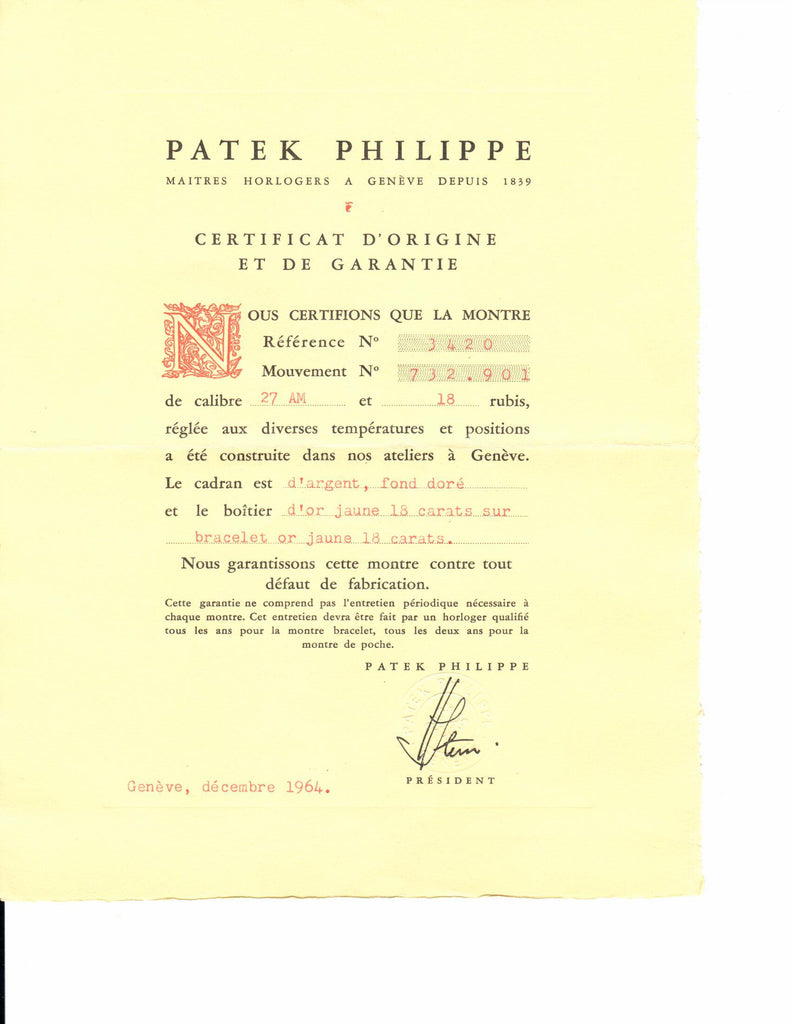 PATEK PHILIPPE
MAITRES HORLOGERS A GENÈVE DEPUIS 1839
CERTIFICAT D'ORIGINE
ET DE GARANTIE
NOUS CERTIFIONS QUE LA MONTRE
Référence Nº 3420
Mouvement Nº 732.901
de calibre 27 AM et 18 rubis,
réglée aux diverses températures et positions
a été construite dans nos ateliers à Genève.
Le cadran est d'argent, fond doré
et le boîtier d'or jaune 18 carats sur
bracelet or jaune 18 carats.
Nous garantissons cette montre contre tout
défaut de fabrication.
Cette garantie ne comprend pas l'entretien périodique nécessaire à
chaque montre. Cet entretien devra être fait par un horloger qualifié
tous les ans pour la montre bracelet, tous les deux ans pour la
montre de poche.
PATEK PHILIPPE
PATEK PHILIPPE
HStern.
PRÉSIDENT
Genève, décembre 1964.